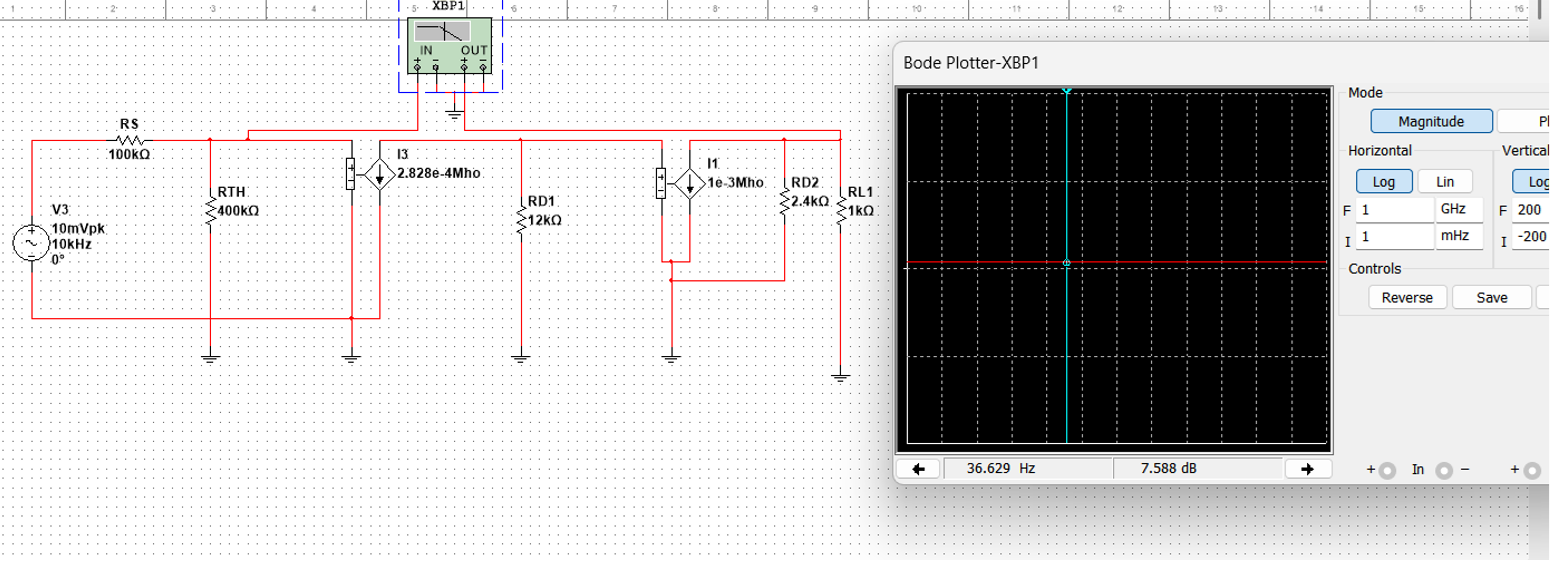 1 2 3 4 5 6 7 8 9 10 11 12 13 14 15 16
XBP1
IN OUT
+ − + −
RS
100kΩ
V3
10mVpk
10kHz
0°
RTH
400kΩ
I3
2.828e-4Mho
RD1
12kΩ
I1
1e-3Mho
RD2
2.4kΩ
RL1
1kΩ
Bode Plotter-XBP1
Mode
Magnitude
Horizontal
Vertical
Log Lin
F 1 GHz F 200
I 1 mHz I -200
Controls
Reverse Save
36.629 Hz 7.588 dB
+ In − +